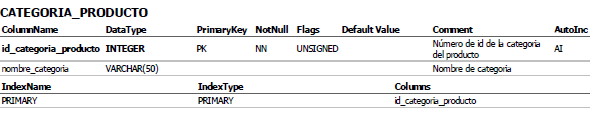 CATEGORIA_PRODUCTO
ColumnName DataType PrimaryKey NotNull Flags Default Value Comment AutoInc
id_categoria_producto INTEGER PK NN UNSIGNED Número de id de la categoria del producto AI
nombre_categoria VARCHAR(50) Nombre de categoria
IndexName IndexType Columns
PRIMARY PRIMARY id_categoria_producto